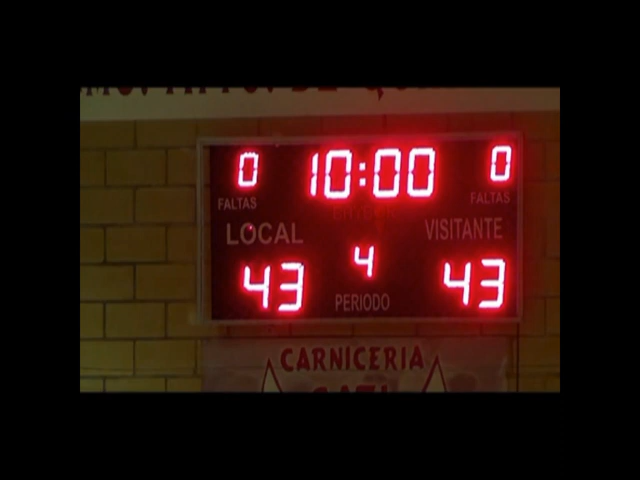 0 10:00 0
FALTAS FALTAS
LOCAL VISITANTE
43 4 43
PERIODO
CARNICERIA